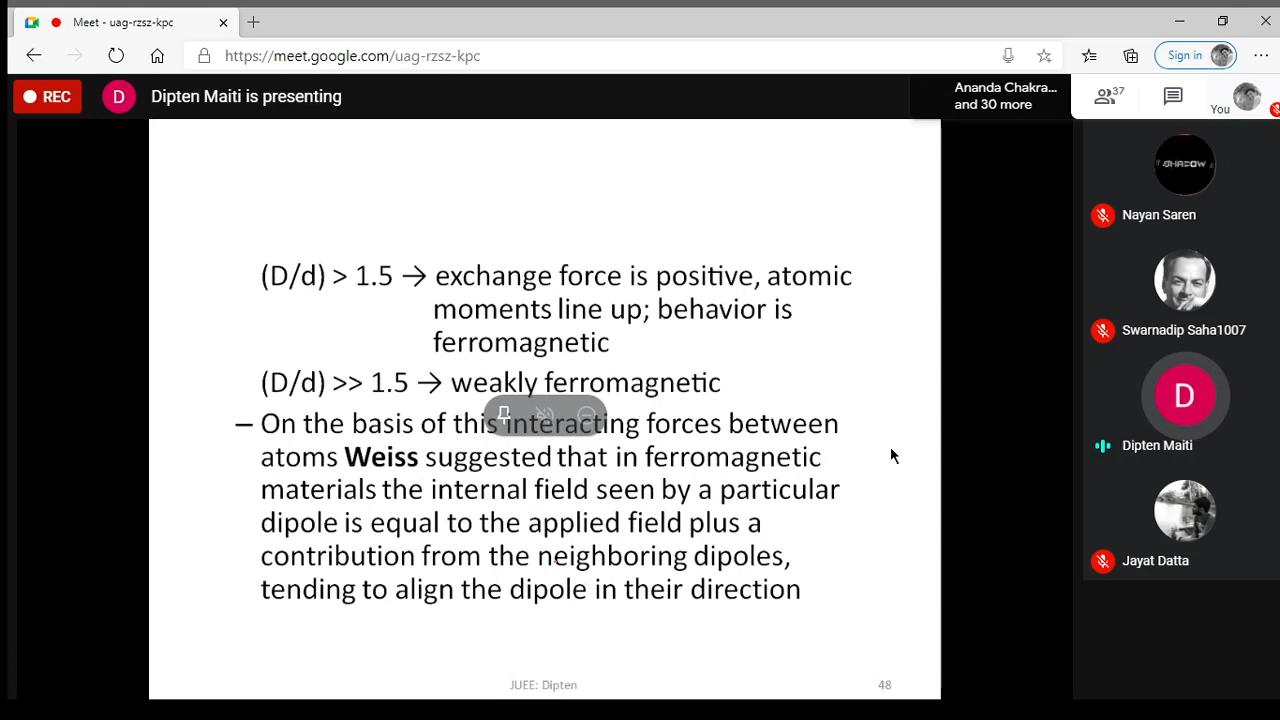 Meet - uag-rzsz-kpc
https://meet.google.com/uag-rzsz-kpc
Sign in
REC
D
Dipten Maiti is presenting
Ananda Chakra...
and 30 more
37
You
(D/d) > 1.5 → exchange force is positive, atomic
moments line up; behavior is
ferromagnetic
(D/d) >> 1.5 → weakly ferromagnetic
– On the basis of this interacting forces between
atoms Weiss suggested that in ferromagnetic
materials the internal field seen by a particular
dipole is equal to the applied field plus a
contribution from the neighboring dipoles,
tending to align the dipole in their direction
JUEE: Dipten
48
SHADOW
Nayan Saren
Swarnadip Saha1007
D
Dipten Maiti
Jayat Datta